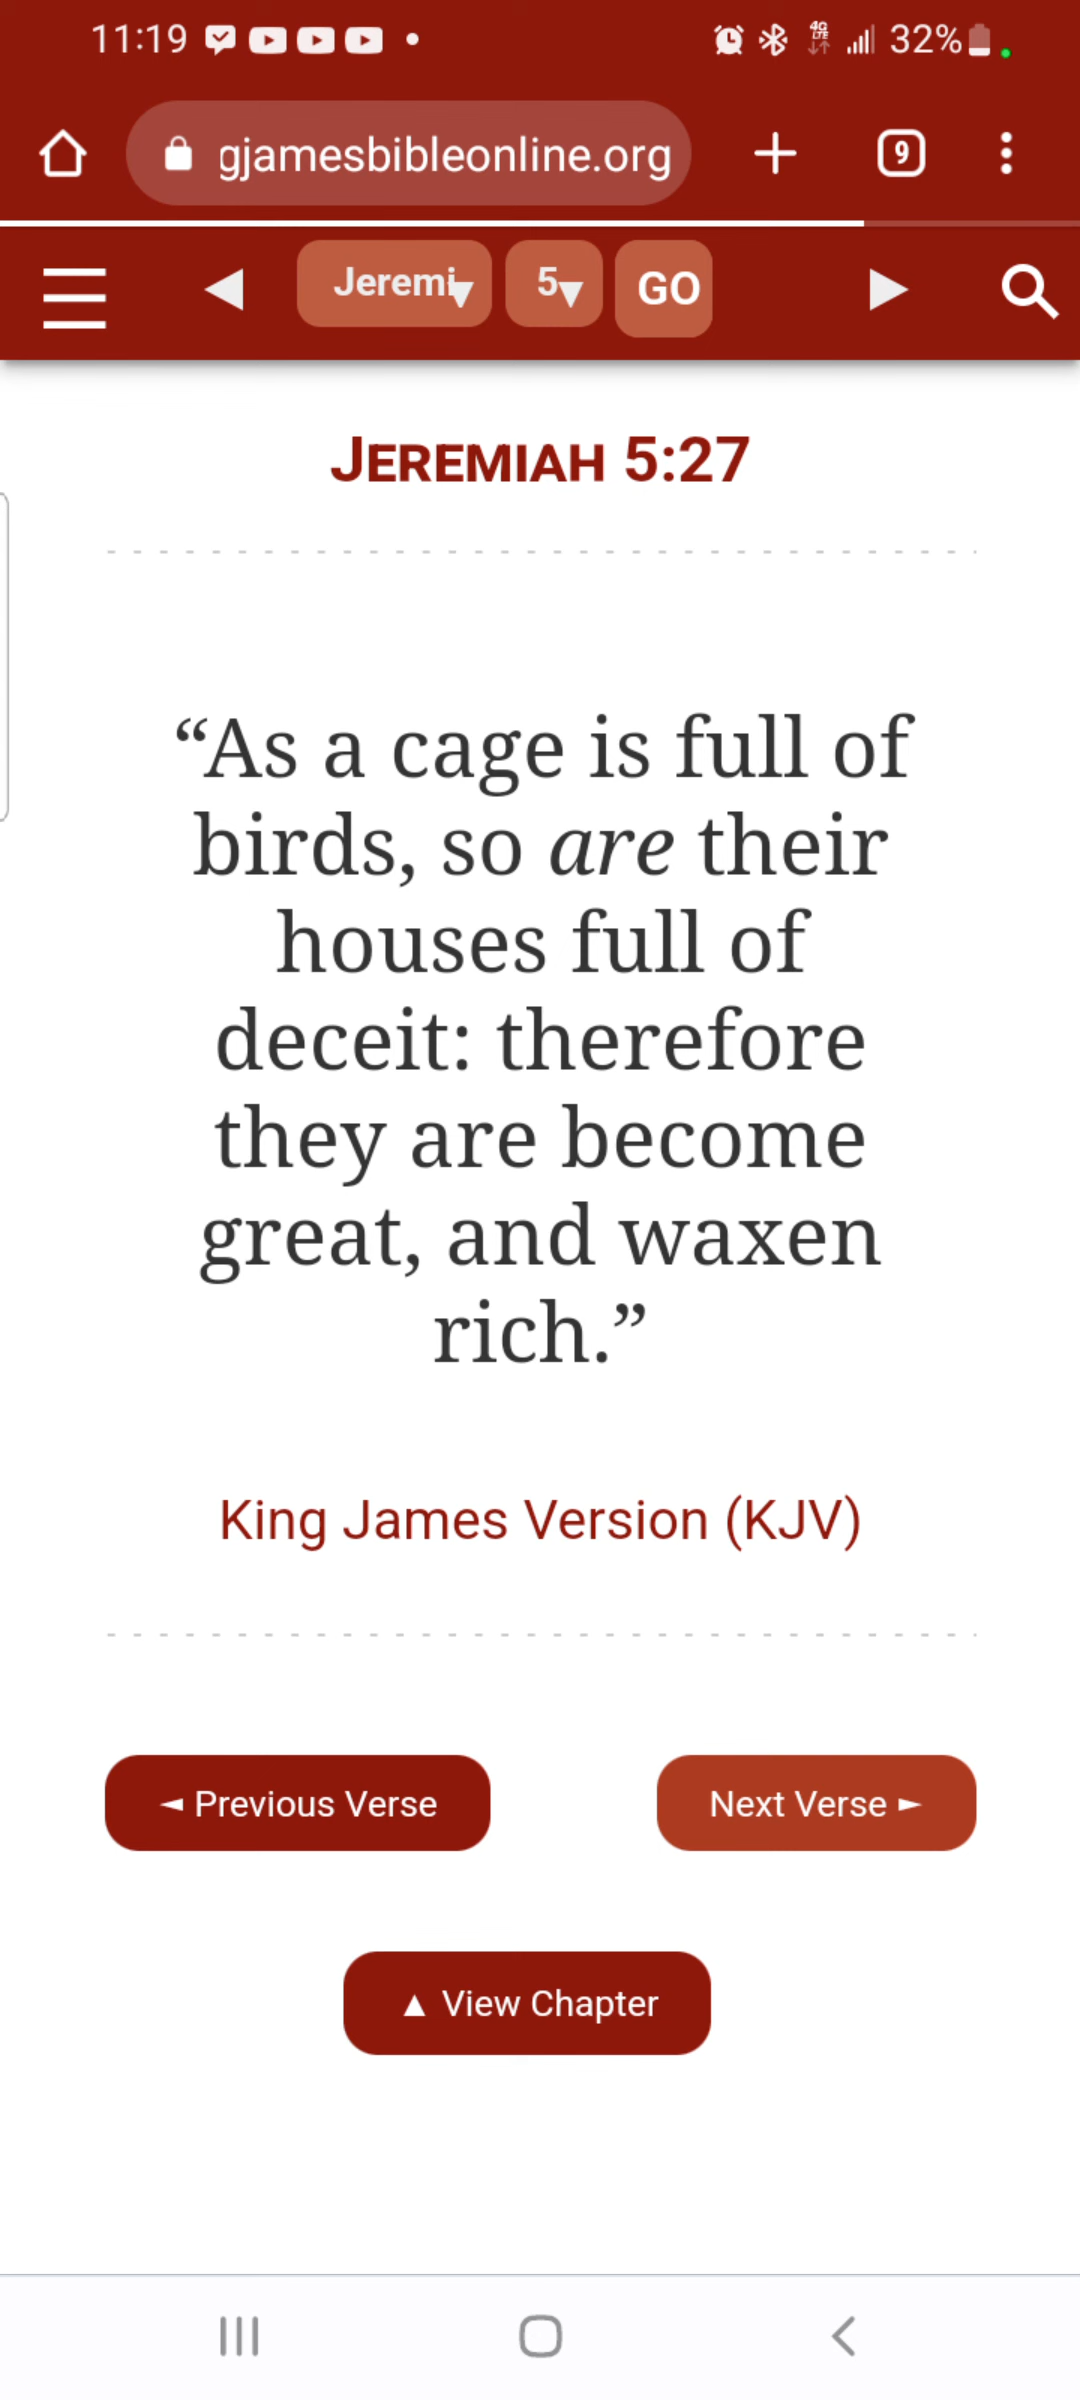 11:19 32%
gjamesbibleonline.org 9
Jeremi 5 GO
JEREMIAH 5:27
“As a cage is full of
birds, so are their
houses full of
deceit: therefore
they are become
great, and waxen
rich.”
King James Version (KJV)
◄ Previous Verse Next Verse ►
▲ View Chapter